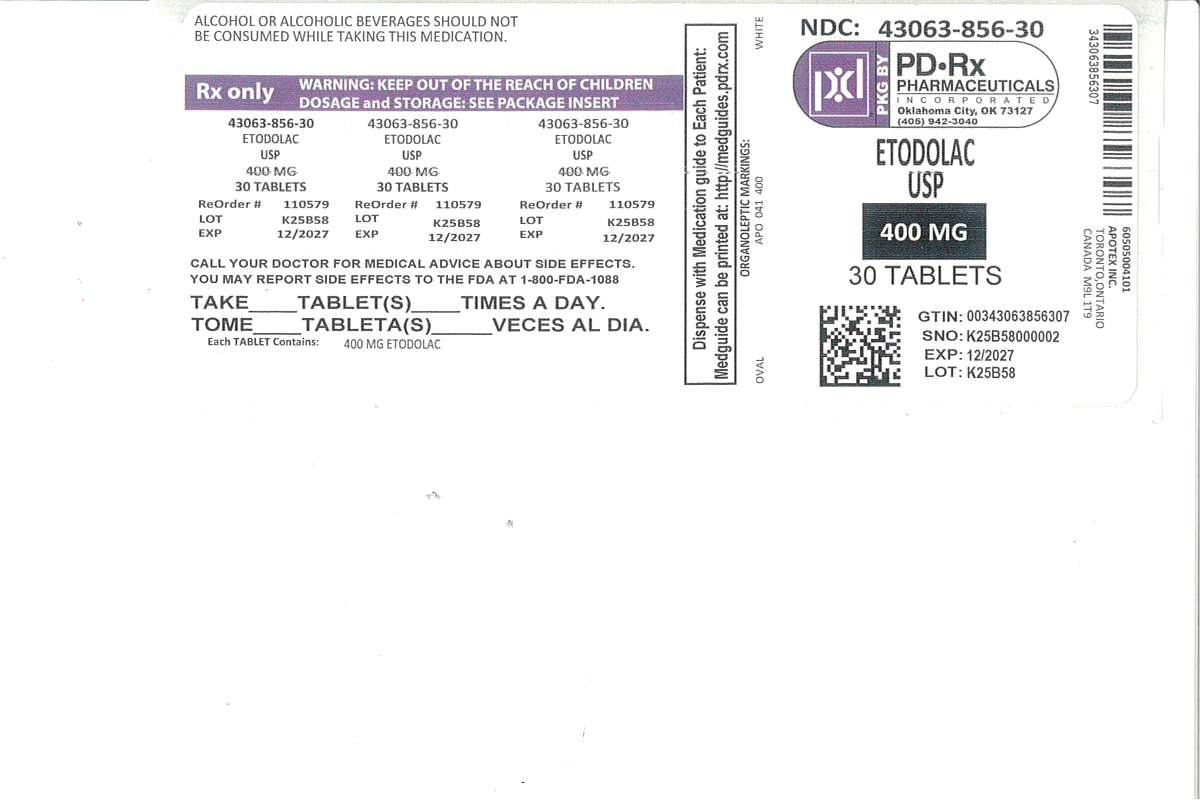 ALCOHOL OR ALCOHOLIC BEVERAGES SHOULD NOT
BE CONSUMED WHILE TAKING THIS MEDICATION.
Rx only
WARNING: KEEP OUT OF THE REACH OF CHILDREN
DOSAGE and STORAGE: SEE PACKAGE INSERT
43063-856-30 43063-856-30 43063-856-30
ETODOLAC ETODOLAC ETODOLAC
USP USP USP
400 MG 400 MG 400 MG
30 TABLETS 30 TABLETS 30 TABLETS
ReOrder # 110579 ReOrder # 110579 ReOrder # 110579
LOT K25B58 LOT K25B58 LOT K25B58
EXP 12/2027 EXP 12/2027 EXP 12/2027
CALL YOUR DOCTOR FOR MEDICAL ADVICE ABOUT SIDE EFFECTS.
YOU MAY REPORT SIDE EFFECTS TO THE FDA AT 1-800-FDA-1088
TAKE____TABLET(S)____TIMES A DAY.
TOME____TABLETA(S)_____VECES AL DIA.
Each TABLET Contains: 400 MG ETODOLAC
Dispense with Medication guide to Each Patient:
Medguide can be printed at: http://medguides.pdrx.com
ORGANOLEPTIC MARKINGS:
OVAL APO 041 400 WHITE
NDC: 43063-856-30
PKG BY
PD•Rx
PHARMACEUTICALS
INCORPORATED
Oklahoma City, OK 73127
(405) 942-3040
ETODOLAC
USP
400 MG
30 TABLETS
GTIN: 00343063856307
SNO: K25B58000002
EXP: 12/2027
LOT: K25B58
343063856307
60505004101
APOTEX INC.
TORONTO,ONTARIO
CANADA M9L 1T9